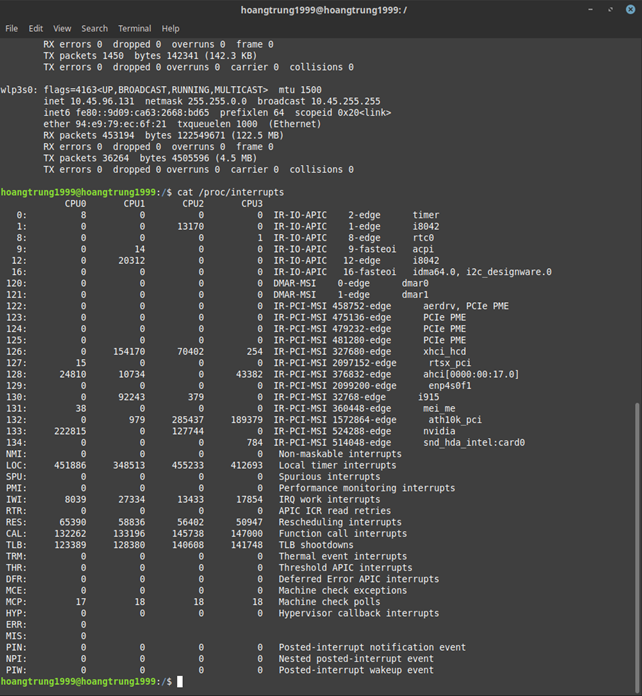 hoangtrung1999@hoangtrung1999: /
File Edit View Search Terminal Help
RX errors 0 dropped 0 overruns 0 frame 0
TX packets 1450 bytes 142341 (142.3 KB)
TX errors 0 dropped 0 overruns 0 carrier 0 collisions 0
wlp3s0: flags=4163<UP,BROADCAST,RUNNING,MULTICAST> mtu 1500
inet 10.45.96.131 netmask 255.255.0.0 broadcast 10.45.255.255
inet6 fe80::9d09:ca63:2668:bd65 prefixlen 64 scopeid 0x20<link>
ether 94:e9:79:ec:6f:21 txqueuelen 1000 (Ethernet)
RX packets 453194 bytes 122549671 (122.5 MB)
RX errors 0 dropped 0 overruns 0 frame 0
TX packets 36264 bytes 4505596 (4.5 MB)
TX errors 0 dropped 0 overruns 0 carrier 0 collisions 0
hoangtrung1999@hoangtrung1999:/$ cat /proc/interrupts
CPU0 CPU1 CPU2 CPU3
0: 8 0 0 0 IR-IO-APIC 2-edge timer
1: 0 0 13170 0 IR-IO-APIC 1-edge i8042
8: 0 0 0 1 IR-IO-APIC 8-edge rtc0
9: 0 14 0 0 IR-IO-APIC 9-fasteoi acpi
12: 0 20312 0 0 IR-IO-APIC 12-edge i8042
16: 0 0 0 0 IR-IO-APIC 16-fasteoi idma64.0, i2c_designware.0
120: 0 0 0 0 DMAR-MSI 0-edge dmar0
121: 0 0 0 0 DMAR-MSI 1-edge dmar1
122: 0 0 0 0 IR-PCI-MSI 458752-edge aerdrv, PCIe PME
123: 0 0 0 0 IR-PCI-MSI 475136-edge PCIe PME
124: 0 0 0 0 IR-PCI-MSI 479232-edge PCIe PME
125: 0 0 0 0 IR-PCI-MSI 481280-edge PCIe PME
126: 0 154170 70402 254 IR-PCI-MSI 327680-edge xhci_hcd
127: 15 0 0 0 IR-PCI-MSI 2097152-edge rtsx_pci
128: 24810 10734 0 43382 IR-PCI-MSI 376832-edge ahci[0000:00:17.0]
129: 0 0 0 0 IR-PCI-MSI 2099200-edge enp4s0f1
130: 0 92243 379 0 IR-PCI-MSI 32768-edge i915
131: 38 0 0 0 IR-PCI-MSI 360448-edge mei_me
132: 0 979 285437 189379 IR-PCI-MSI 1572864-edge ath10k_pci
133: 222815 0 127744 0 IR-PCI-MSI 524288-edge nvidia
134: 0 0 0 784 IR-PCI-MSI 514048-edge snd_hda_intel:card0
NMI: 0 0 0 0 Non-maskable interrupts
LOC: 451886 348513 455233 412693 Local timer interrupts
SPU: 0 0 0 0 Spurious interrupts
PMI: 0 0 0 0 Performance monitoring interrupts
IWI: 8039 27334 13433 17854 IRQ work interrupts
RTR: 0 0 0 0 APIC ICR read retries
RES: 65390 58836 56402 50947 Rescheduling interrupts
CAL: 132262 133196 145738 147000 Function call interrupts
TLB: 123389 128380 140608 141748 TLB shootdowns
TRM: 0 0 0 0 Thermal event interrupts
THR: 0 0 0 0 Threshold APIC interrupts
DFR: 0 0 0 0 Deferred Error APIC interrupts
MCE: 0 0 0 0 Machine check exceptions
MCP: 17 18 18 18 Machine check polls
HYP: 0 0 0 0 Hypervisor callback interrupts
ERR: 0
MIS: 0
PIN: 0 0 0 0 Posted-interrupt notification event
NPI: 0 0 0 0 Nested posted-interrupt event
PIW: 0 0 0 0 Posted-interrupt wakeup event
hoangtrung1999@hoangtrung1999:/$